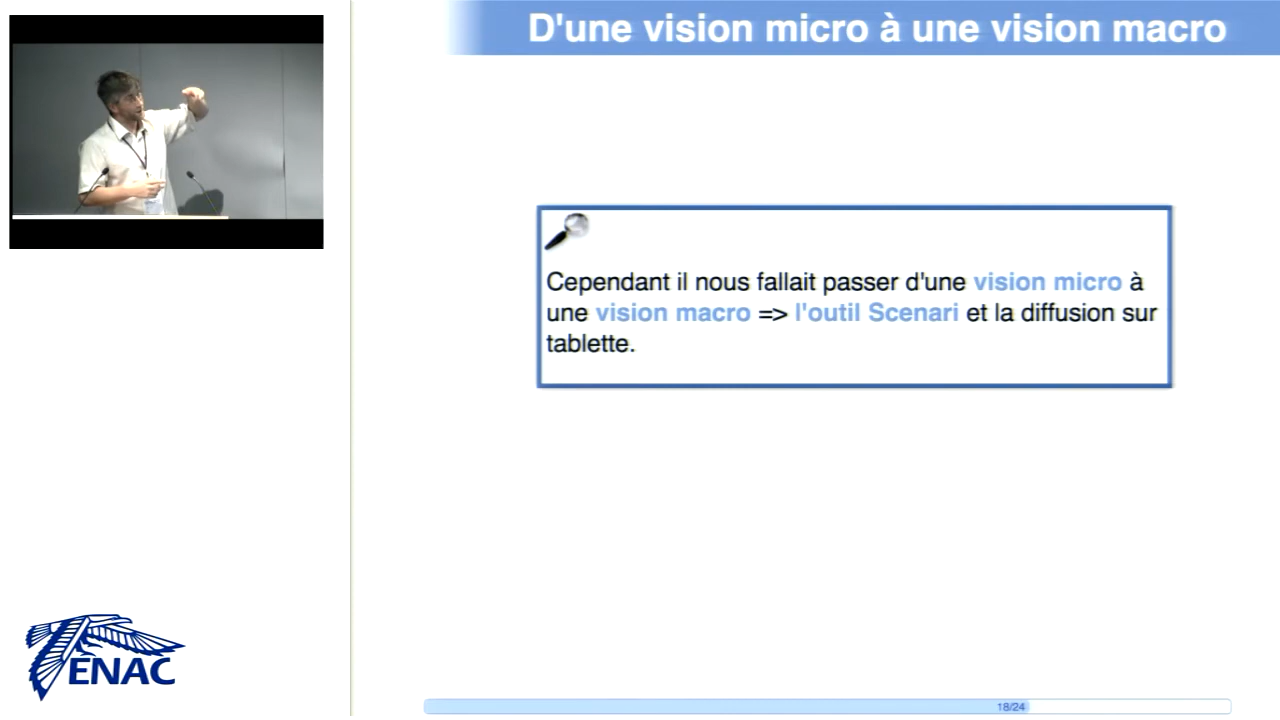 D'une vision micro à une vision macro
Cependant il nous fallait passer d'une vision micro à
une vision macro => l'outil Scenari et la diffusion sur
tablette.
ENAC
18/24